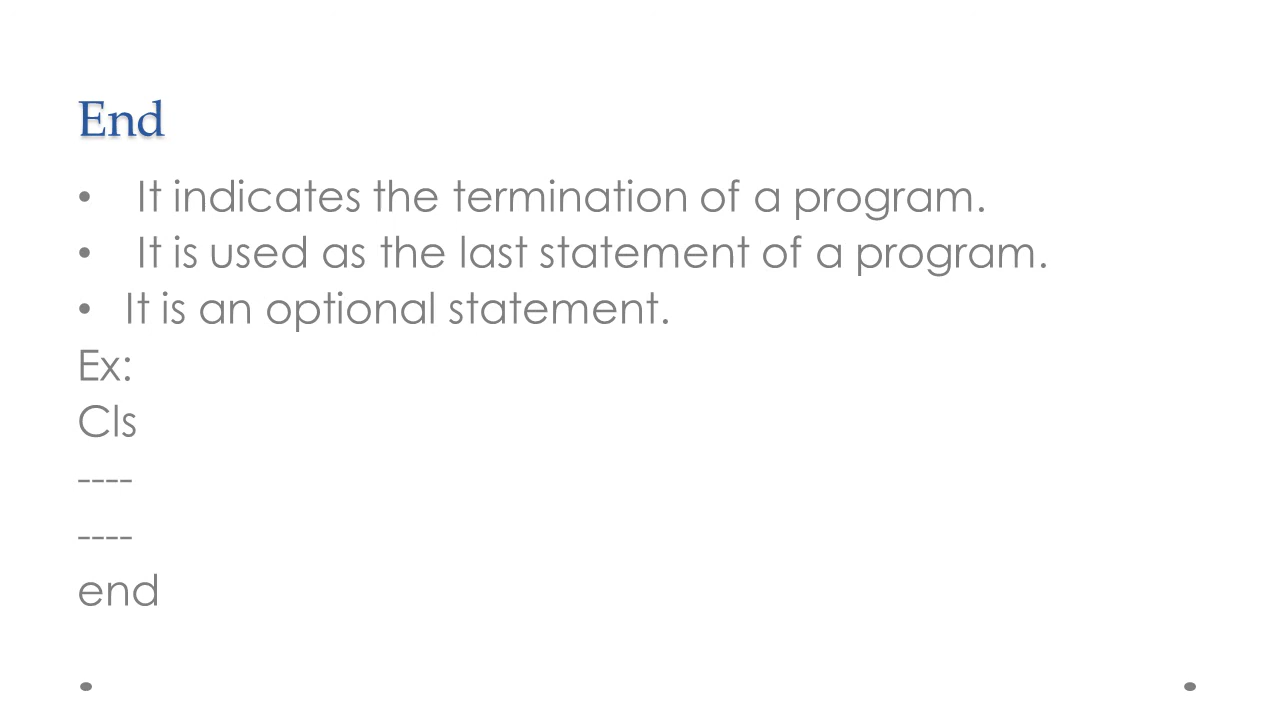 End
• It indicates the termination of a program.
• It is used as the last statement of a program.
• It is an optional statement.
Ex:
Cls
----
----
end